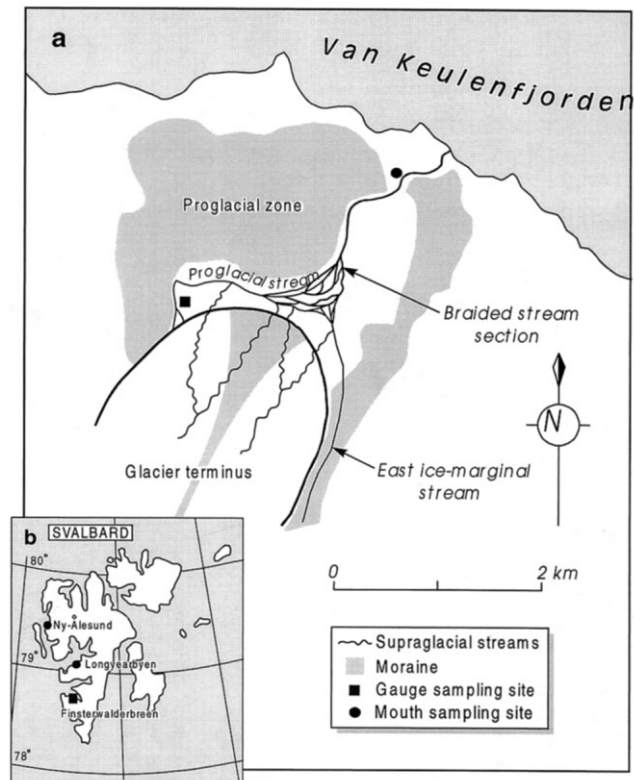 a
Van Keulenfjorden
Proglacial zone
Proglacial stream
Braided stream
section
N
Glacier terminus
East ice-marginal
stream
b
SVALBARD
80°
Ny-Ålesund
79°
Longyearbyen
Finsterwalderbreen
78°
0
2 km
Supraglacial streams
Moraine
Gauge sampling site
Mouth sampling site